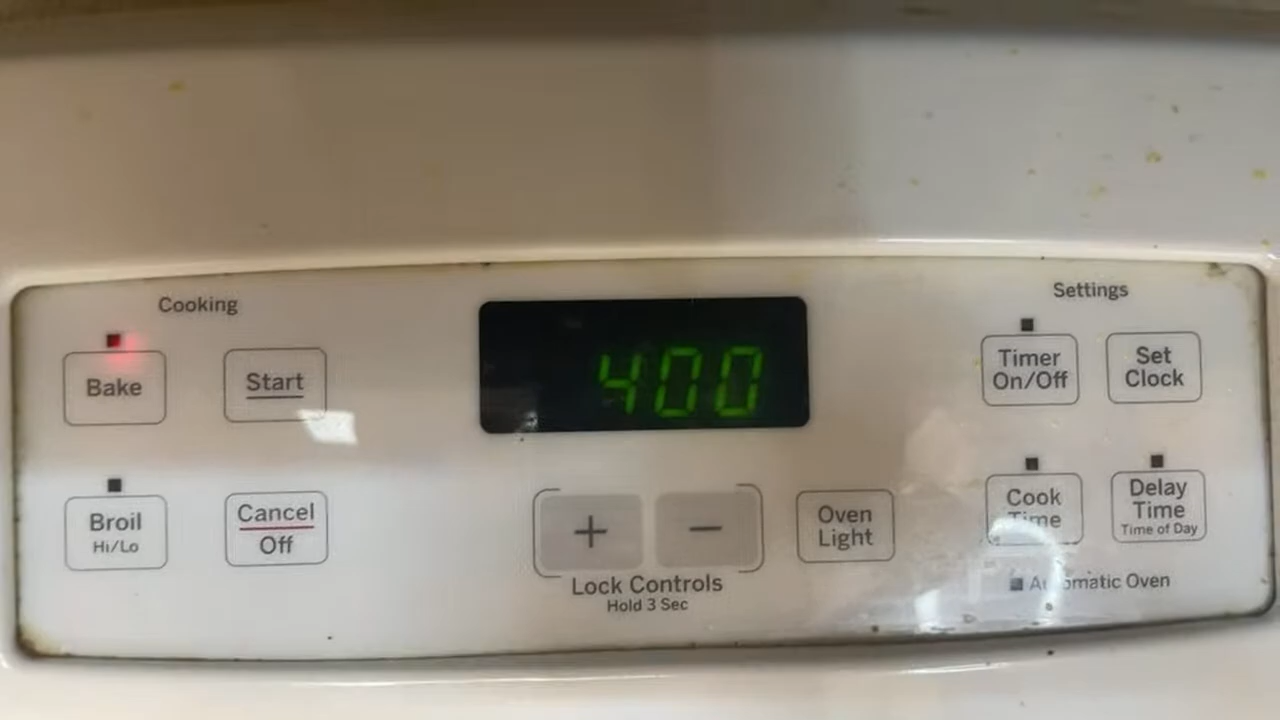 Cooking
Settings
Bake
Start
400
Timer
On/Off
Set
Clock
Broil
Hi/Lo
Cancel
Off
+
−
Oven
Light
Cook
Time
Delay
Time
Time of Day
Lock Controls
Hold 3 Sec
Automatic Oven